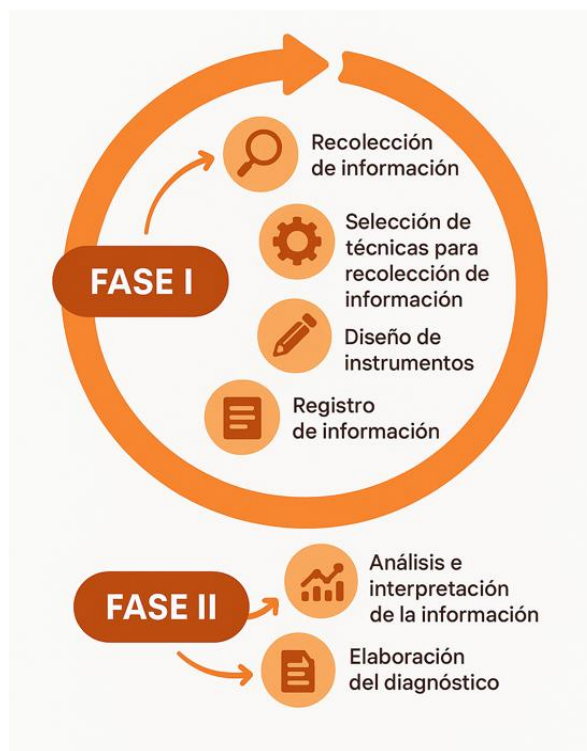 Recolección
de información
Selección de
técnicas para
recolección de
información
FASE I
Diseño de
instrumentos
Registro
de información
Análisis e
interpretación
de la información
FASE II
Elaboración
del diagnóstico